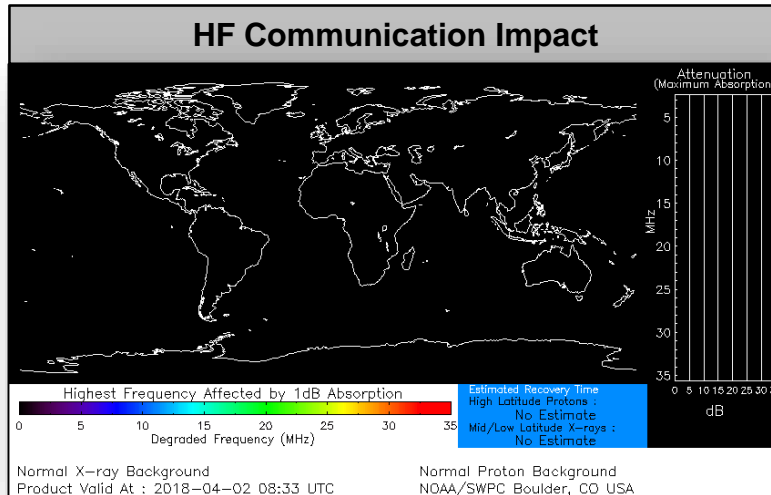 HF Communication Impact
Attenuation
(Maximum Absorption
5
10
15
20
25
30
35
MHz
0 5 10 15 20 25 30
dB
Highest Frequency Affected by 1dB Absorption
0 5 10 15 20 25 30 35
Degraded Frequency (MHz)
Estimated Recovery Time
High Latitude Protons :
No Estimate
Mid/Low Latitude X-rays :
No Estimate
Normal X-ray Background
Product Valid At : 2018-04-02 08:33 UTC
Normal Proton Background
NOAA/SWPC Boulder, CO USA